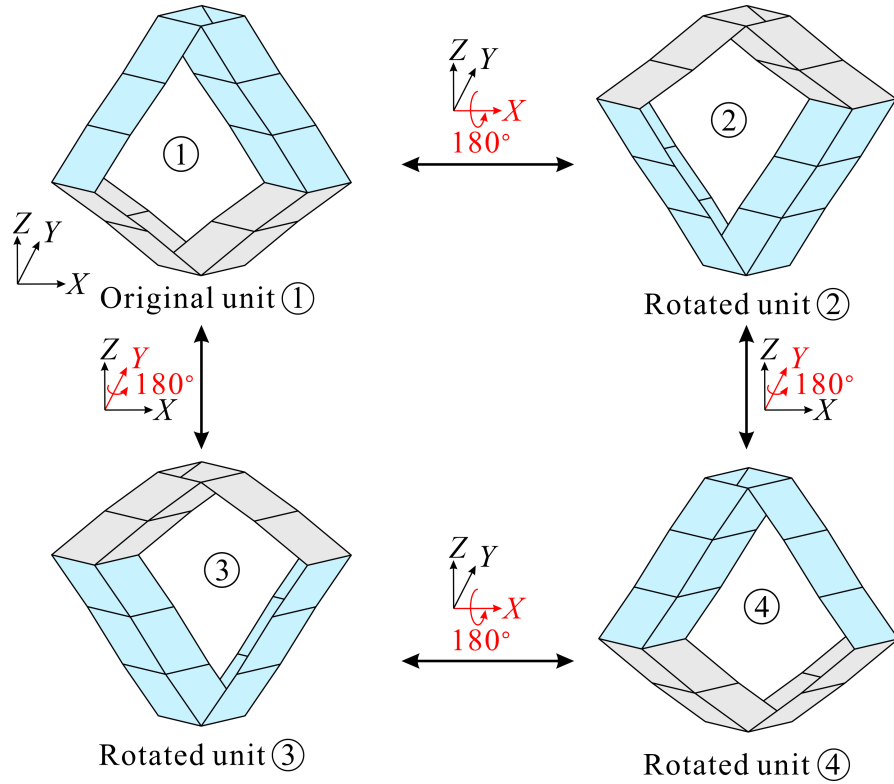 ①
Z
Y
X
Original unit ①
Z
Y
X
180°
②
Rotated unit ②
Z
Y
180°
X
Z
Y
180°
X
③
Rotated unit ③
Z
Y
X
180°
④
Rotated unit ④